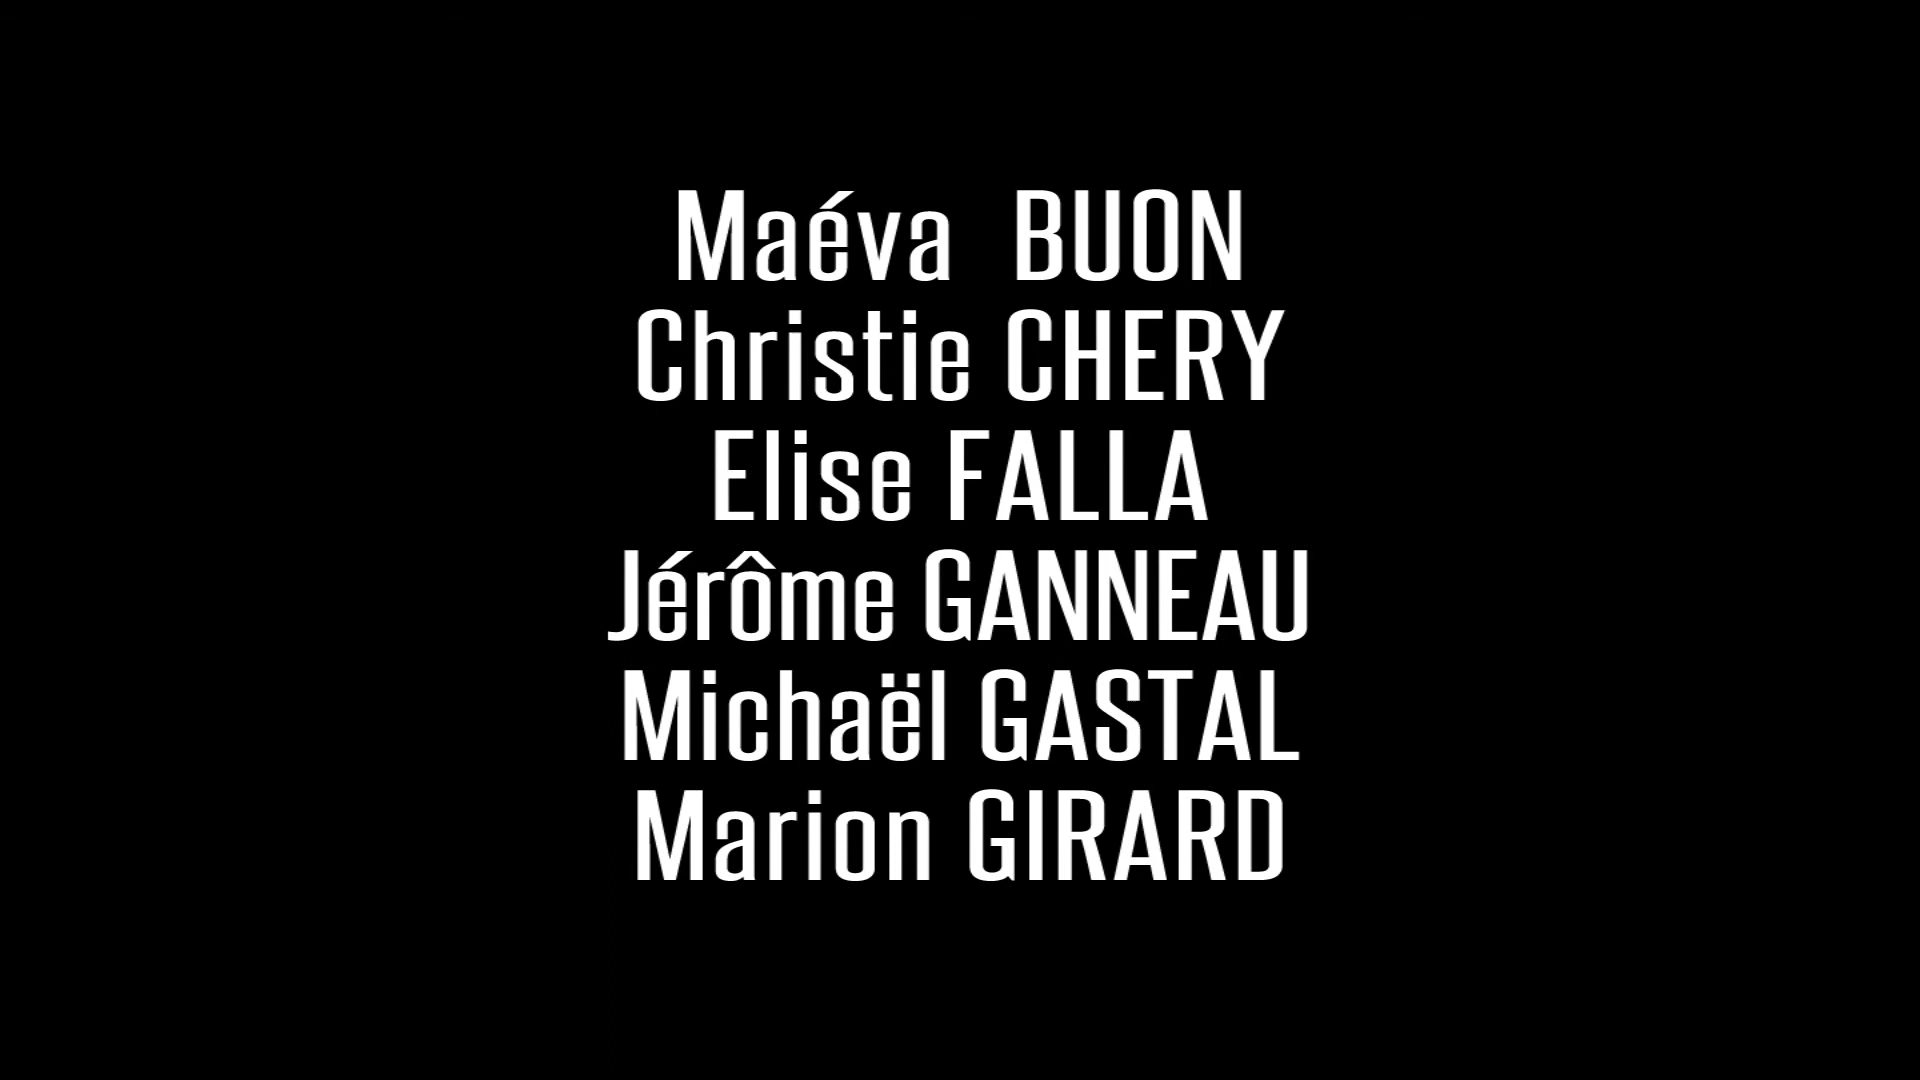 Maéva  BUON
Christie CHERY
Elise FALLA
Jérôme GANNEAU
Michaël GASTAL
Marion GIRARD